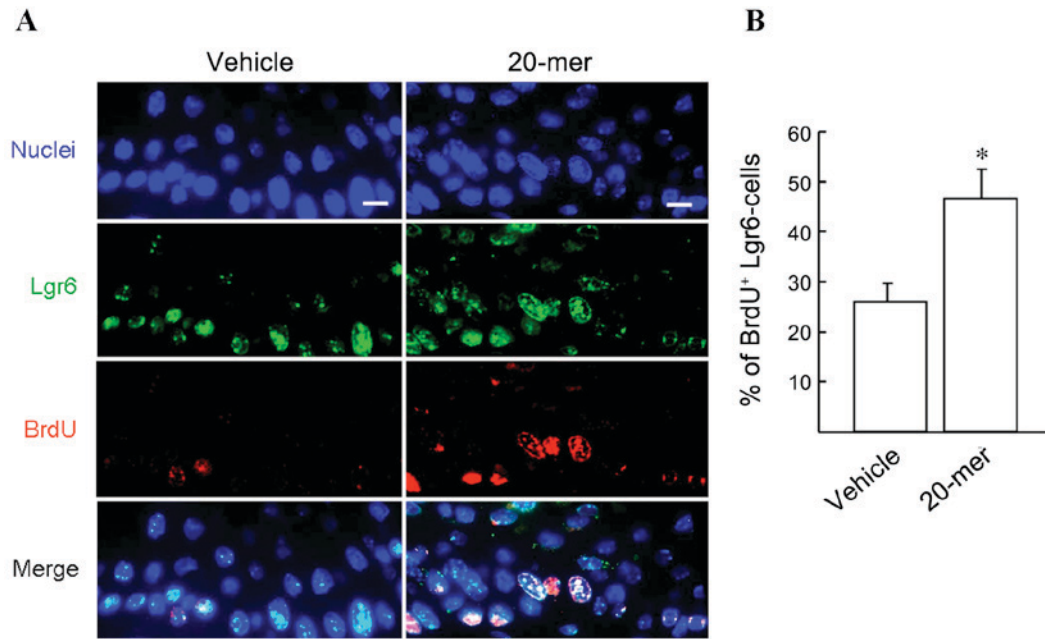 A
Vehicle
20-mer
Nuclei
Lgr6
BrdU
Merge
B
% of BrdU⁺ Lgr6-cells
60
50
40
30
20
10
*
Vehicle
20-mer